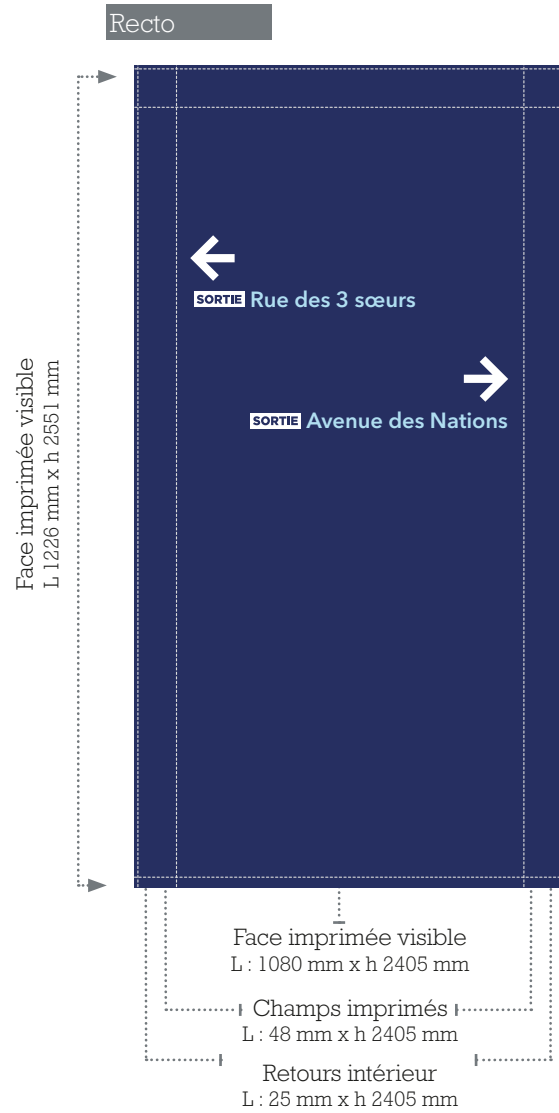 Recto
SORTIE Rue des 3 sœurs
SORTIE Avenue des Nations
Face imprimée visible
L 1226 mm x h 2551 mm
Face imprimée visible
L : 1080 mm x h 2405 mm
Champs imprimés
L : 48 mm x h 2405 mm
Retours intérieur
L : 25 mm x h 2405 mm